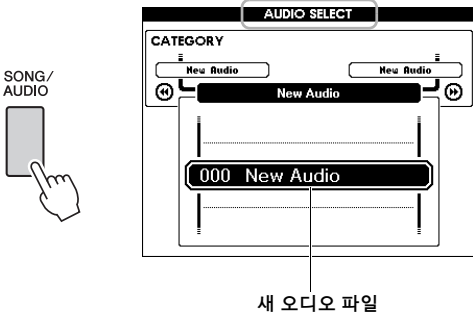 AUDIO SELECT
CATEGORY
SONG/
AUDIO
New Audio
New Audio
New Audio
000 New Audio
새 오디오 파일